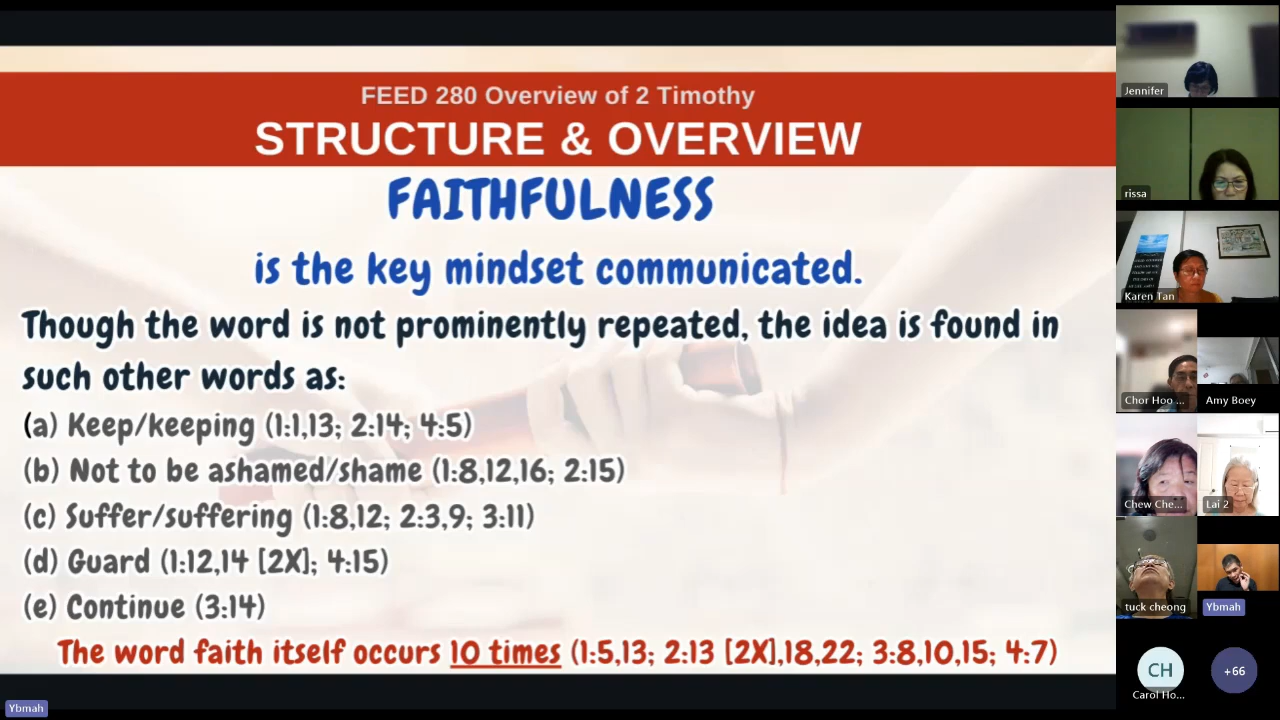 FEED 280 Overview of 2 Timothy
STRUCTURE & OVERVIEW
FAITHFULNESS
is the key mindset communicated.
Though the word is not prominently repeated, the idea is found in
such other words as:
(a) Keep/keeping (1:1,13; 2:14; 4:5)
(b) Not to be ashamed/shame (1:8,12,16; 2:15)
(c) Suffer/suffering (1:8,12; 2:3,9; 3:11)
(d) Guard (1:12,14 [2X]; 4:15)
(e) Continue (3:14)
The word faith itself occurs 10 times (1:5,13; 2:13 [2X],18,22; 3:8,10,15; 4:7)
Ybmah
Jennifer
rissa
Karen Tan
Chor Hoo ...
Amy Boey
Chew Che...
Lai 2
tuck cheong
Ybmah
CH
Carol Ho...
+66